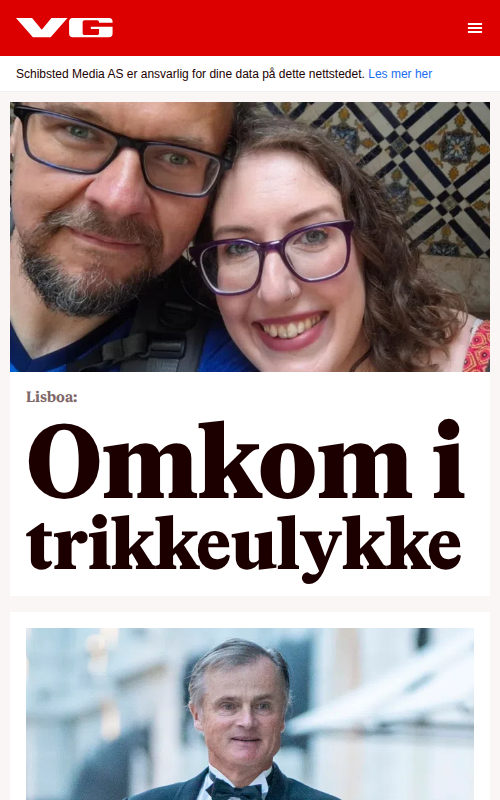 VG
Schibsted Media AS er ansvarlig for dine data på dette nettstedet. Les mer her
Lisboa:
Omkom i
trikkeulykke